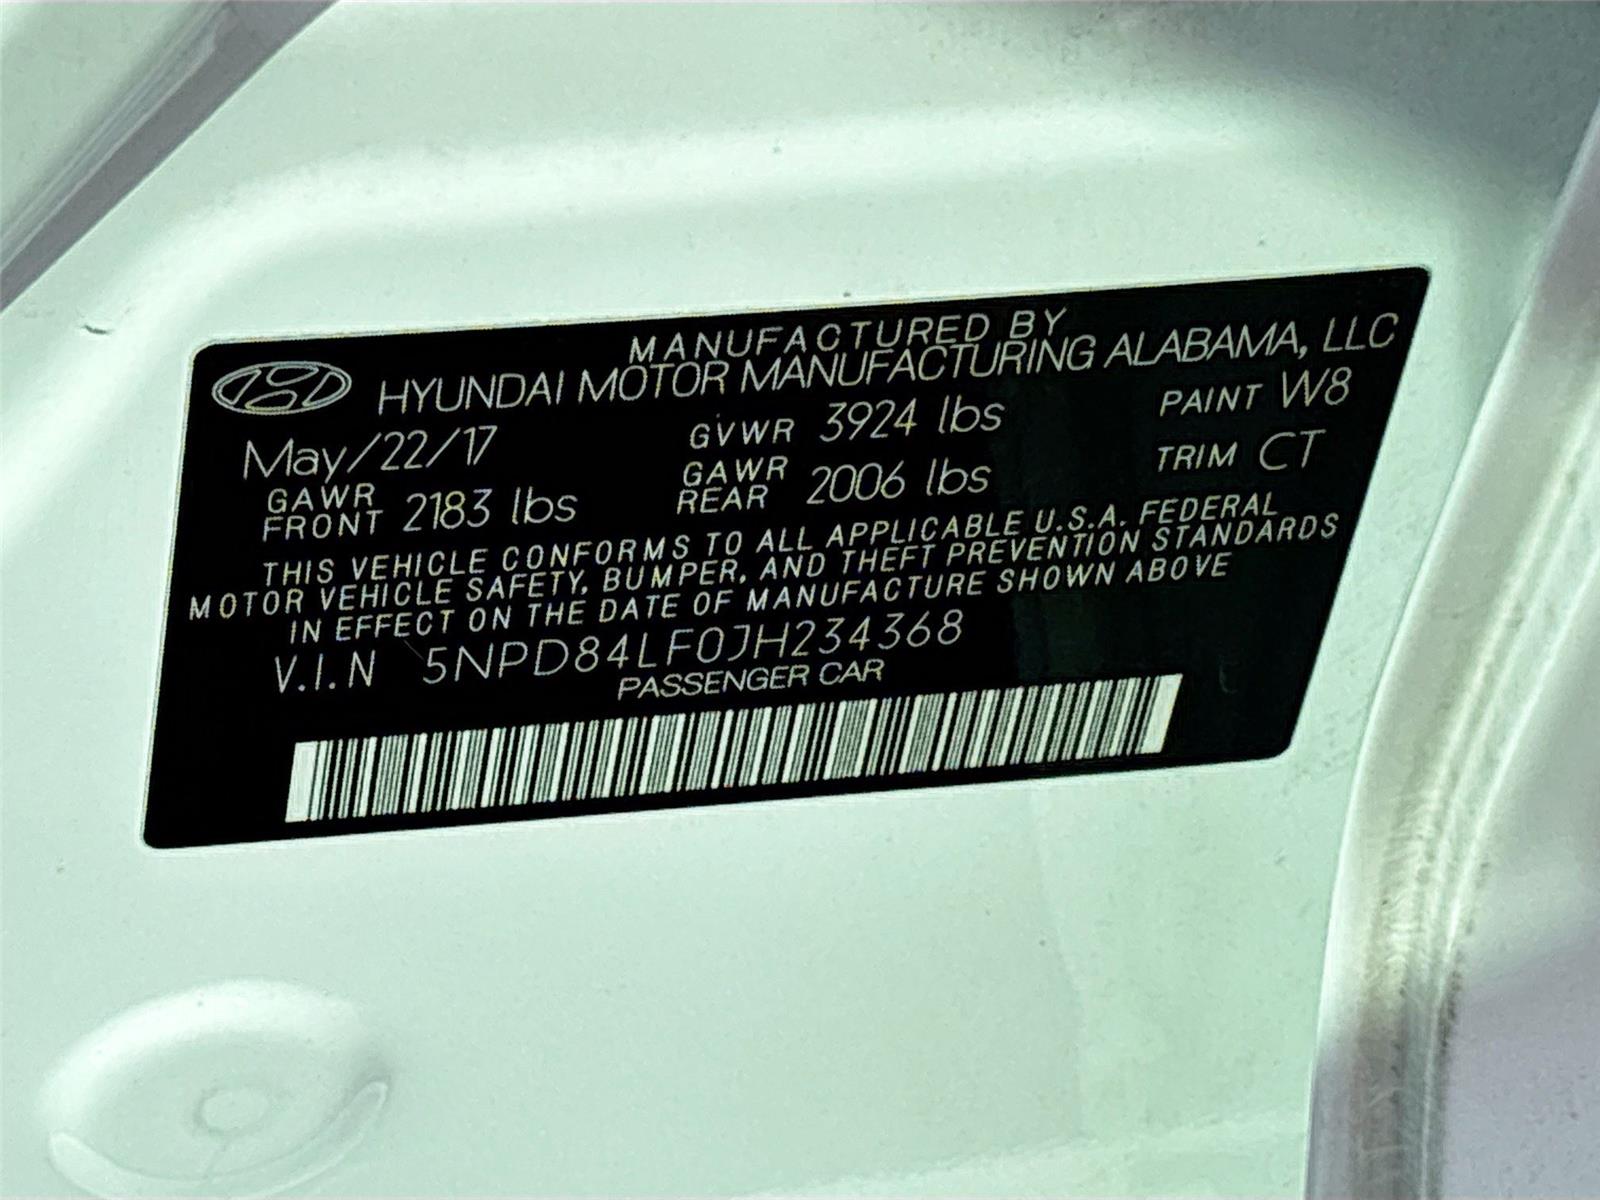 MANUFACTURED BY
HYUNDAI MOTOR MANUFACTURING ALABAMA, LLC
May/22/17 GVWR 3924 lbs PAINT W8
GAWR FRONT 2183 lbs GAWR REAR 2006 lbs TRIM CT
THIS VEHICLE CONFORMS TO ALL APPLICABLE U.S.A. FEDERAL
MOTOR VEHICLE SAFETY, BUMPER, AND THEFT PREVENTION STANDARDS
IN EFFECT ON THE DATE OF MANUFACTURE SHOWN ABOVE
V.I.N 5NPD84LF0JH234368
PASSENGER CAR